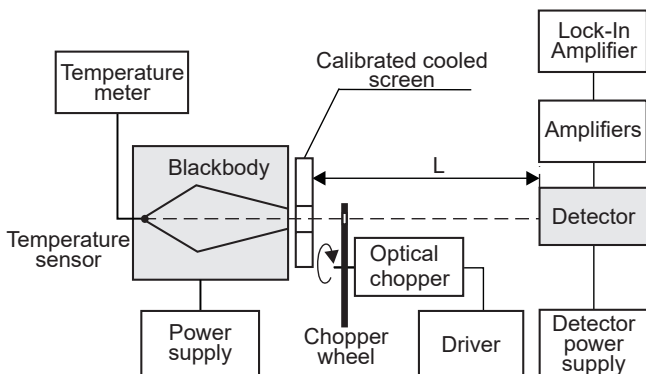 Lock-In
Amplifier
Temperature
meter
Calibrated cooled
screen
Amplifiers
Blackbody
L
Detector
Temperature
sensor
Optical
chopper
Power
supply
Chopper
wheel
Driver
Detector
power
supply